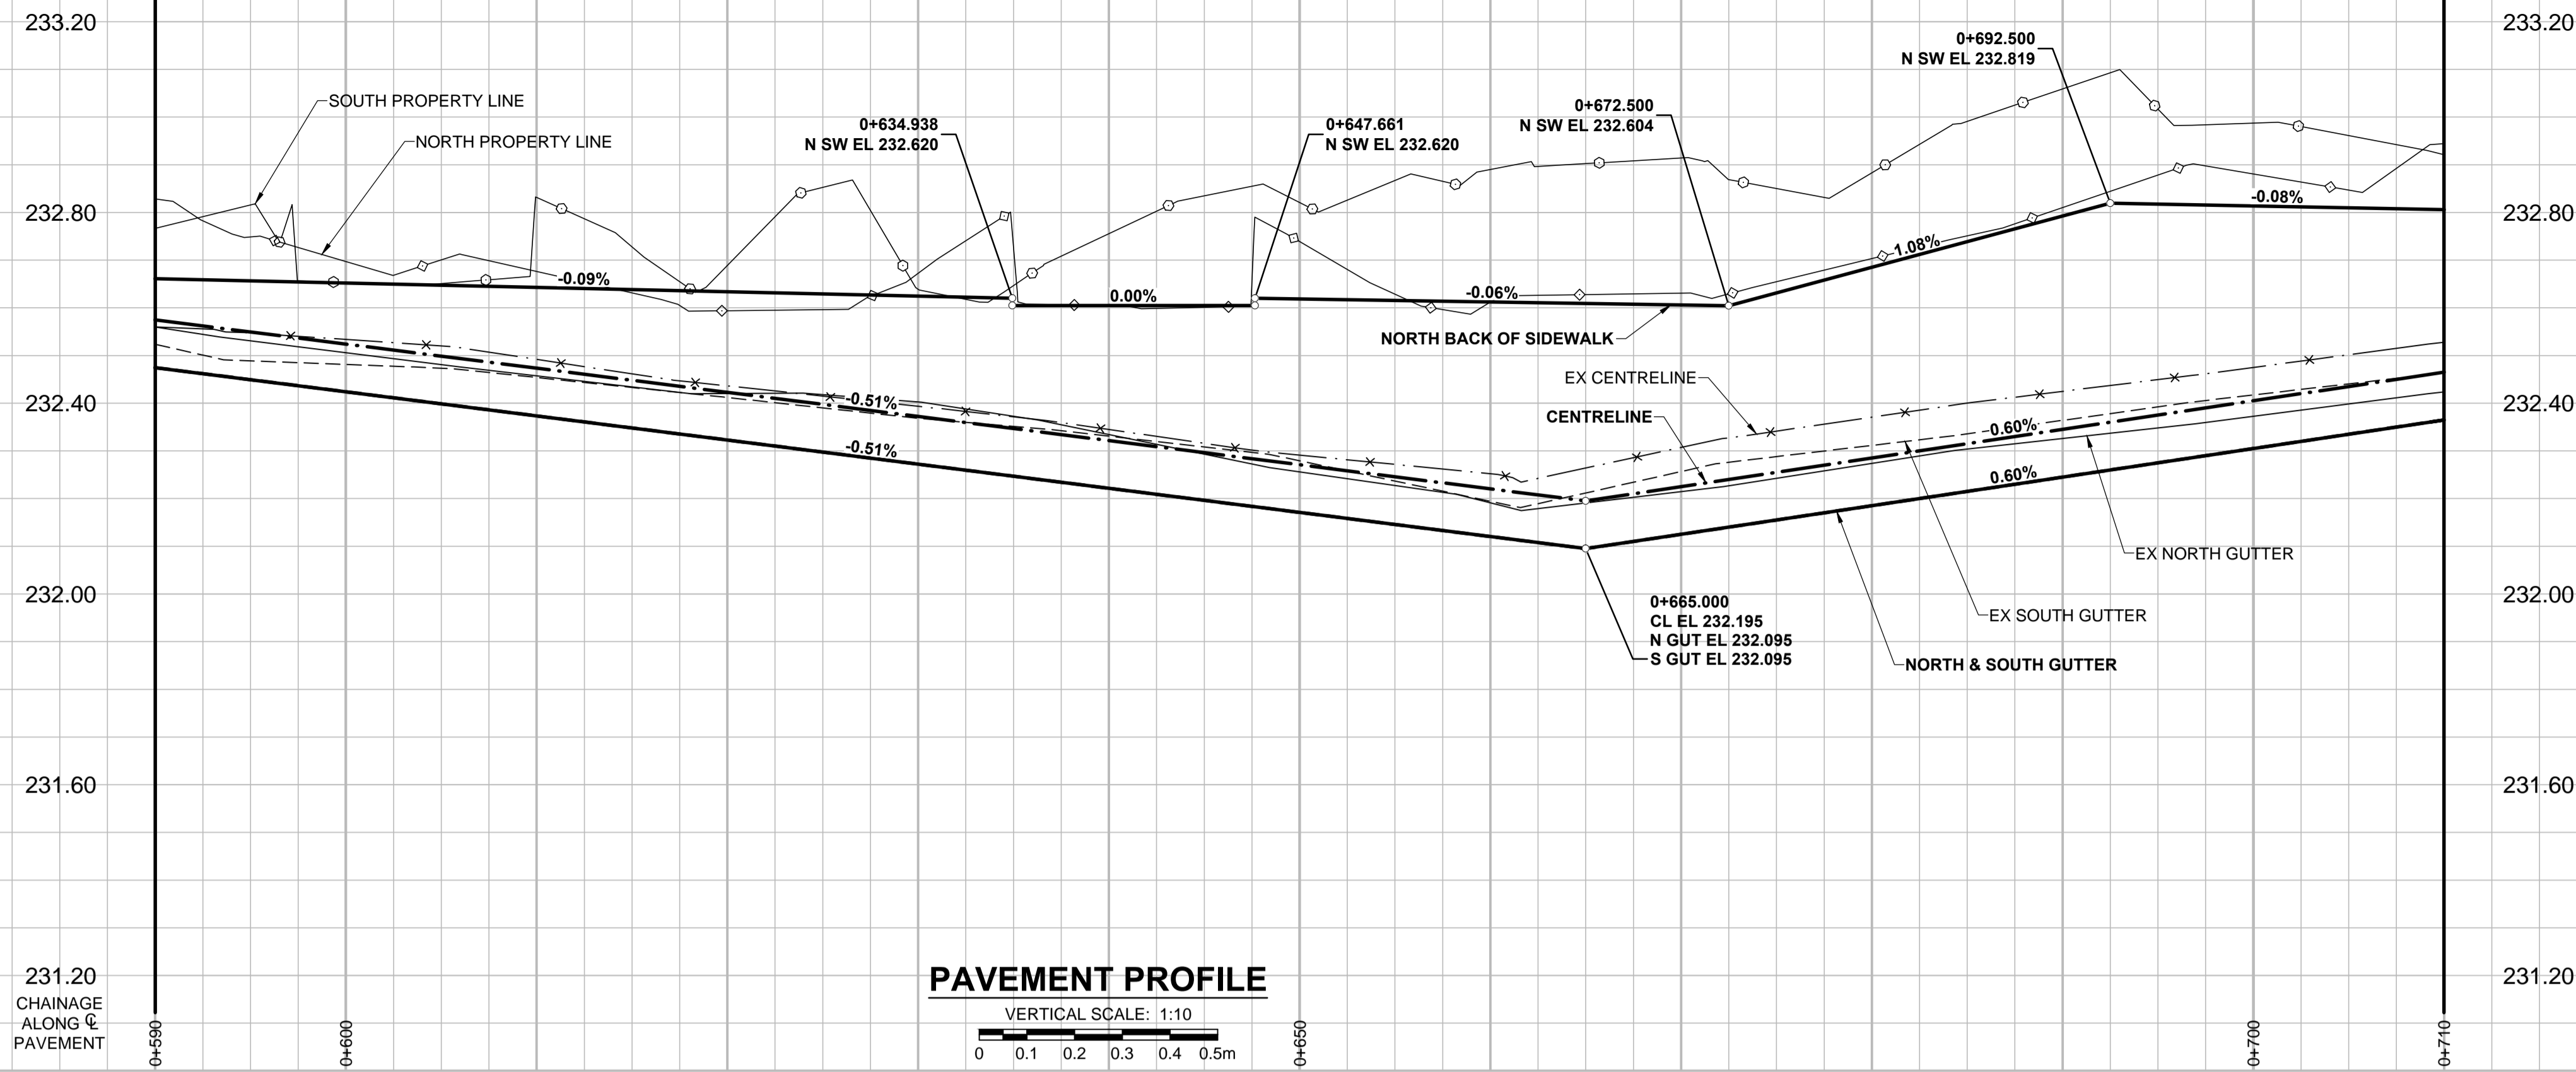 233.20
233.20
0+692.500
N SW EL 232.819
SOUTH PROPERTY LINE
0+672.500
N SW EL 232.604
0+634.938
N SW EL 232.620
0+647.661
N SW EL 232.620
NORTH PROPERTY LINE
232.80
-0.08%
232.80
1.08%
-0.09%
0.00%
-0.06%
NORTH BACK OF SIDEWALK
EX CENTRELINE
232.40
-0.51%
CENTRELINE
232.40
0.60%
-0.51%
0.60%
EX NORTH GUTTER
232.00
232.00
0+665.000
CL EL 232.195
N GUT EL 232.095
S GUT EL 232.095
EX SOUTH GUTTER
NORTH & SOUTH GUTTER
231.60
231.60
231.20
231.20
PAVEMENT PROFILE
VERTICAL SCALE: 1:10
0 0.1 0.2 0.3 0.4 0.5m
CHAINAGE
ALONG ℄
PAVEMENT
0+590
0+600
0+650
0+700
0+710